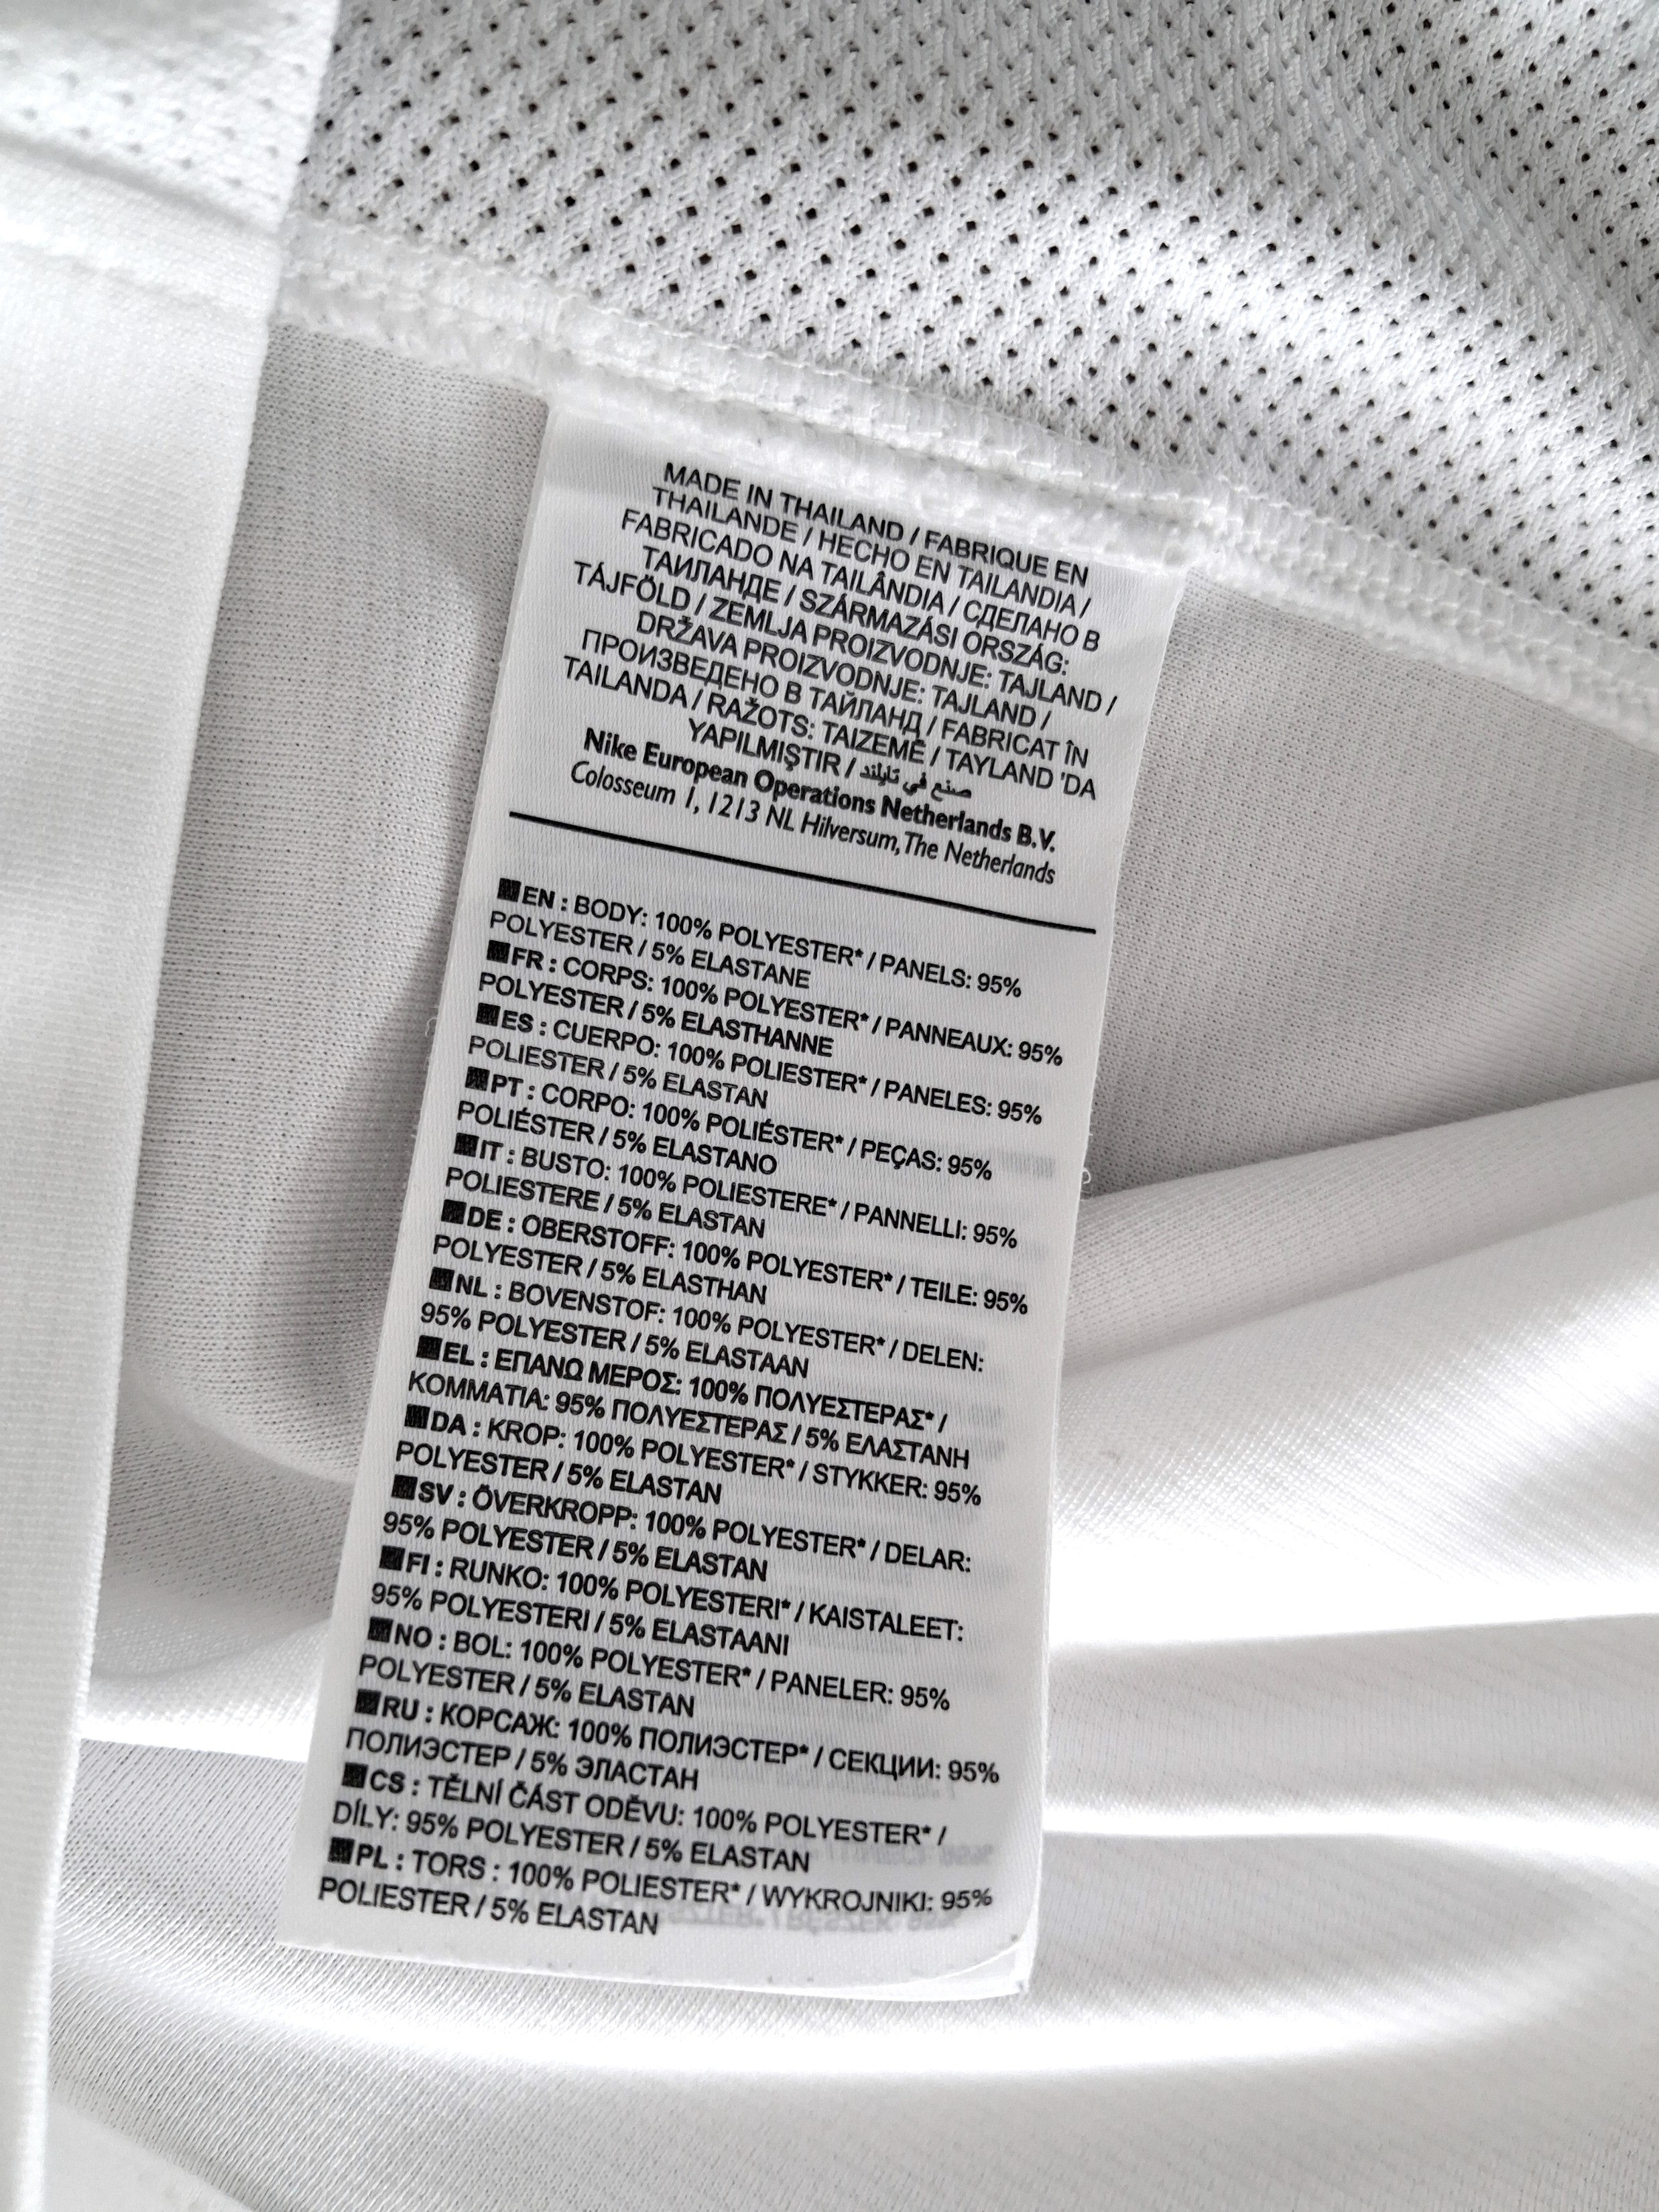 MADE IN THAILAND / FABRIQUE EN
THAILANDE / HECHO EN TAILANDIA /
FABRICADO NA TAILÂNDIA / СДЕЛАНО В
ТАИЛАНДЕ / SZÁRMAZÁSI ORSZÁG:
TÁJFÖLD / ZEMLJA PROIZVODNJE: TAJLAND /
DRŽAVA PROIZVODNJE: TAJLAND /
ПРОИЗВЕДЕНО В ТАЙЛАНД / FABRICAT ÎN
TAILANDA / RAŽOTS: TAIZEMĒ / TAYLAND 'DA
YAPILMIŞTIR / صنع في تايلند
Nike European Operations Netherlands B.V.
Colosseum 1, 1213 NL Hilversum, The Netherlands
EN : BODY: 100% POLYESTER* / PANELS: 95%
POLYESTER / 5% ELASTANE
FR : CORPS: 100% POLYESTER* / PANNEAUX: 95%
POLYESTER / 5% ELASTHANNE
ES : CUERPO: 100% POLIESTER* / PANELES: 95%
POLIESTER / 5% ELASTAN
PT : CORPO: 100% POLIÉSTER* / PEÇAS: 95%
POLIÉSTER / 5% ELASTANO
IT : BUSTO: 100% POLIESTERE* / PANNELLI: 95%
POLIESTERE / 5% ELASTAN
DE : OBERSTOFF: 100% POLYESTER* / TEILE: 95%
POLYESTER / 5% ELASTHAN
NL : BOVENSTOF: 100% POLYESTER* / DELEN:
95% POLYESTER / 5% ELASTAAN
EL : ΕΠΑΝΩ ΜΕΡΟΣ: 100% ΠΟΛΥΕΣΤΕΡΑΣ* /
ΚΟΜΜΑΤΙΑ: 95% ΠΟΛΥΕΣΤΕΡΑΣ / 5% ΕΛΑΣΤΑΝΗ
DA : KROP: 100% POLYESTER* / STYKKER: 95%
POLYESTER / 5% ELASTAN
SV : ÖVERKROPP: 100% POLYESTER* / DELAR:
95% POLYESTER / 5% ELASTAN
FI : RUNKO: 100% POLYESTERI* / KAISTALEET:
95% POLYESTERI / 5% ELASTAANI
NO : BOL: 100% POLYESTER* / PANELER: 95%
POLYESTER / 5% ELASTAN
RU : КОРСАЖ: 100% ПОЛИЭСТЕР* / СЕКЦИИ: 95%
ПОЛИЭСТЕР / 5% ЭЛАСТАН
CS : TĚLNÍ ČÁST ODĚVU: 100% POLYESTER* /
DÍLY: 95% POLYESTER / 5% ELASTAN
PL : TORS : 100% POLIESTER* / WYKROJNIKI: 95%
POLIESTER / 5% ELASTAN